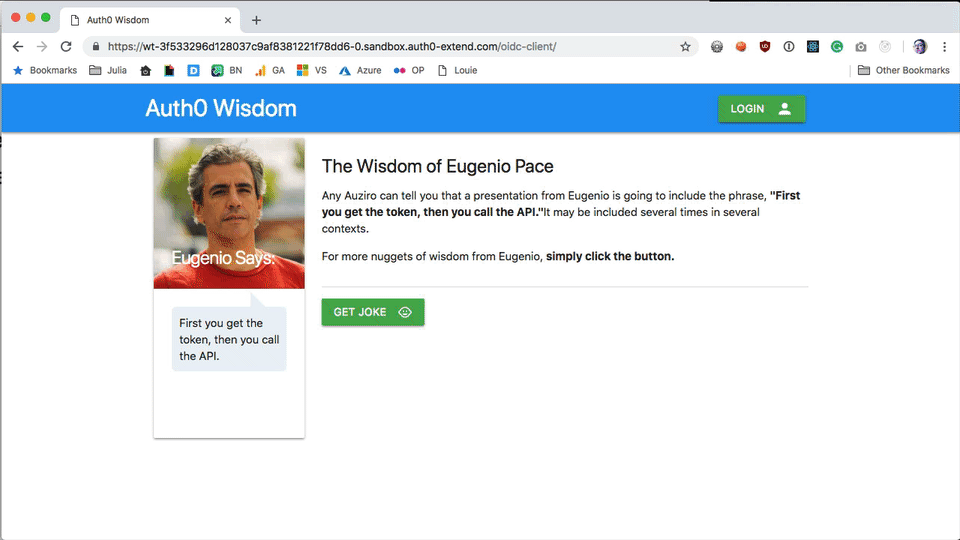 Auth0 Wisdom
https://wt-3f533296d128037c9af8381221f78dd6-0.sandbox.auth0-extend.com/oidc-client/
Bookmarks Julia BN GA VS Azure OP Louie Other Bookmarks
Auth0 Wisdom
LOGIN
Eugenio Says:
First you get the
token, then you call
the API.
The Wisdom of Eugenio Pace
Any Auziro can tell you that a presentation from Eugenio is going to include the phrase, "First
you get the token, then you call the API."It may be included several times in several
contexts.
For more nuggets of wisdom from Eugenio, simply click the button.
GET JOKE